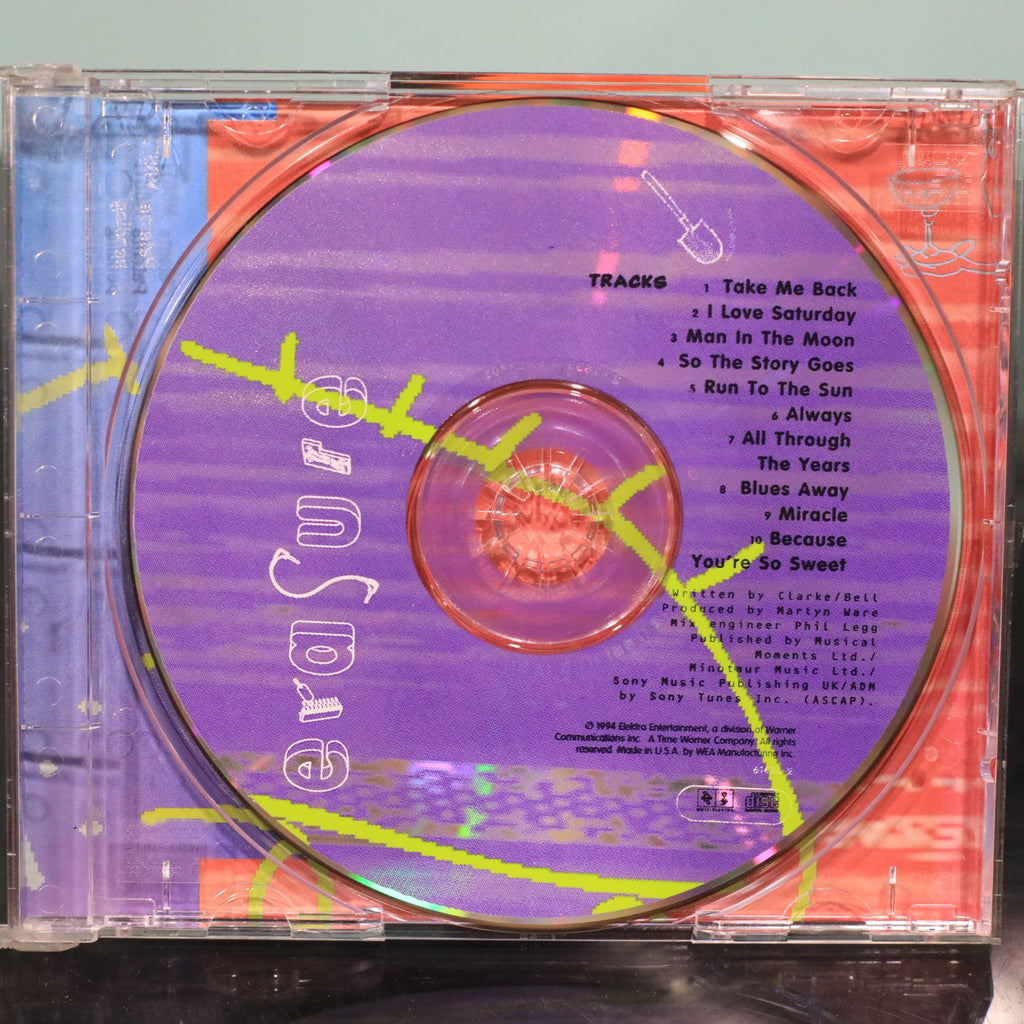 erasure
TRACKS
1 Take Me Back
2 I Love Saturday
3 Man In The Moon
4 So The Story Goes
5 Run To The Sun
6 Always
7 All Through
The Years
8 Blues Away
9 Miracle
10 Because
You're So Sweet
Written by Clarke/Bell
Produced by Martyn Ware
Mix engineer Phil Legg
Published by Musical
Moments Ltd./
Minotaur Music Ltd./
Sony Music Publishing UK/ADM
by Sony Tunes Inc. (ASCAP).
℗ 1994 Elektra Entertainment, a division of Warner
Communications Inc. A Time Warner Company. All rights
reserved. Made in U.S.A. by WEA Manufacturing Inc.
disc